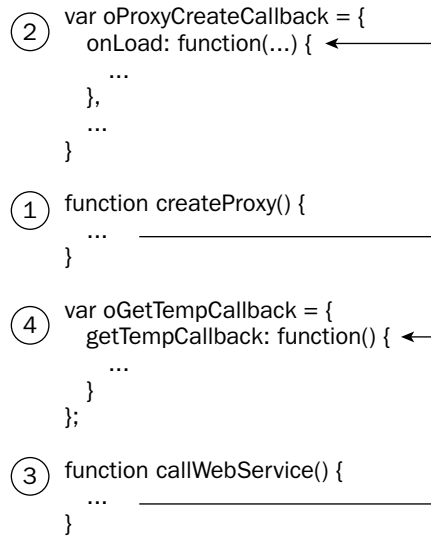 2
var oProxyCreateCallback = {
onLoad: function(...) {
...
},
...
}
1
function createProxy() {
...
}
4
var oGetTempCallback = {
getTempCallback: function() {
...
}
};
3
function callWebService() {
...
}